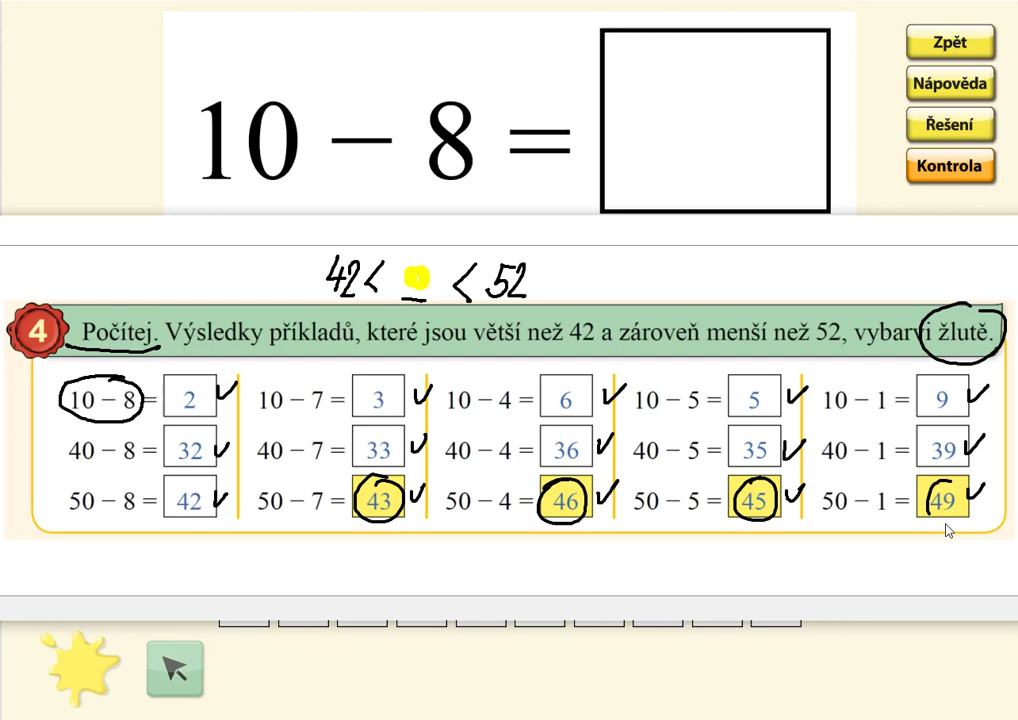 10 − 8 =
Zpět
Nápověda
Řešení
Kontrola
42 < _ < 52
4 Počítej. Výsledky příkladů, které jsou větší než 42 a zároveň menší než 52, vybarvi žlutě.
10 − 8 = 2 10 − 7 = 3 10 − 4 = 6 10 − 5 = 5 10 − 1 = 9
40 − 8 = 32 40 − 7 = 33 40 − 4 = 36 40 − 5 = 35 40 − 1 = 39
50 − 8 = 42 50 − 7 = 43 50 − 4 = 46 50 − 5 = 45 50 − 1 = 49